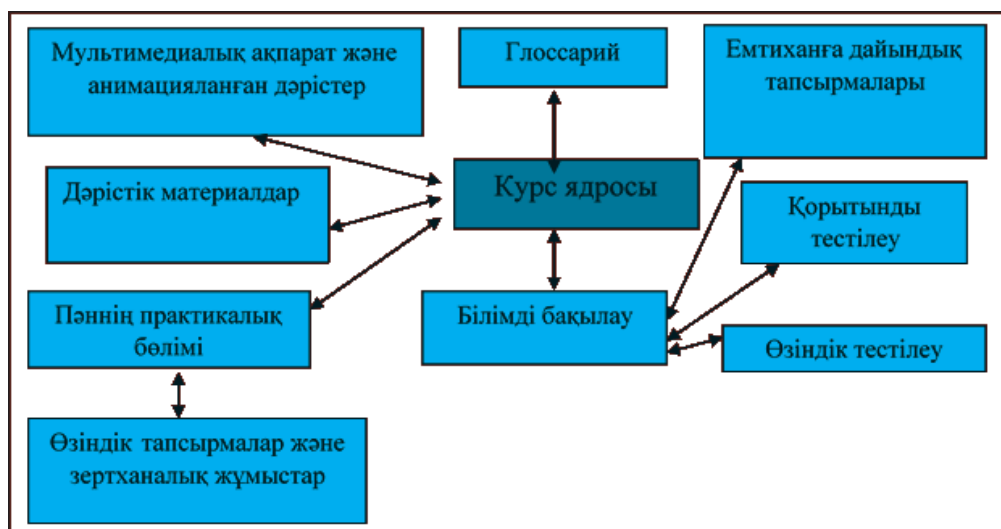 Мультимедиалық ақпарат және
анимацияланған дәрістер
Глоссарий
Емтиханға дайындық
тапсырмалары
Дәрістік материалдар
Курс ядросы
Қорытынды
тестілеу
Пәннің практикалық
бөлімі
Білімді бақылау
Өзіндік тестілеу
Өзіндік тапсырмалар және
зертханалық жұмыстар